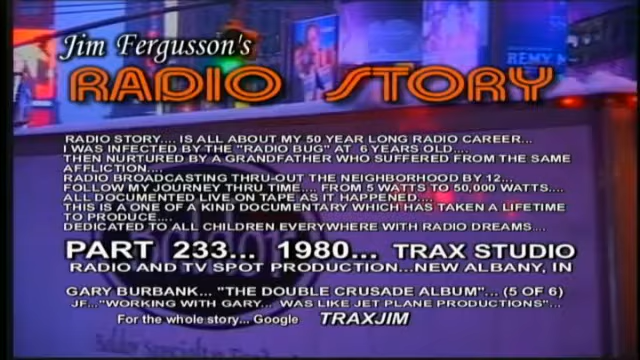 Jim Fergusson's
RADIO STORY
RADIO STORY.... IS ALL ABOUT MY 50 YEAR LONG RADIO CAREER...
I WAS INFECTED BY THE "RADIO BUG" AT 6 YEARS OLD....
THEN NURTURED BY A GRANDFATHER WHO SUFFERED FROM THE SAME
AFFLICTION....
RADIO BROADCASTING THRU-OUT THE NEIGHBORHOOD BY 12...
FOLLOW MY JOURNEY THRU TIME.... FROM 5 WATTS TO 50,000 WATTS....
ALL DOCUMENTED LIVE ON TAPE AS IT HAPPENED....
THIS IS A ONE OF A KIND DOCUMENTARY WHICH HAS TAKEN A LIFETIME
TO PRODUCE....
DEDICATED TO ALL CHILDREN EVERYWHERE WITH RADIO DREAMS....
PART 233... 1980... TRAX STUDIO
RADIO AND TV SPOT PRODUCTION...NEW ALBANY, IN
GARY BURBANK... "THE DOUBLE CRUSADE ALBUM"... (5 OF 6)
JF..."WORKING WITH GARY... WAS LIKE JET PLANE PRODUCTIONS"...
For the whole story... Google TRAXJIM